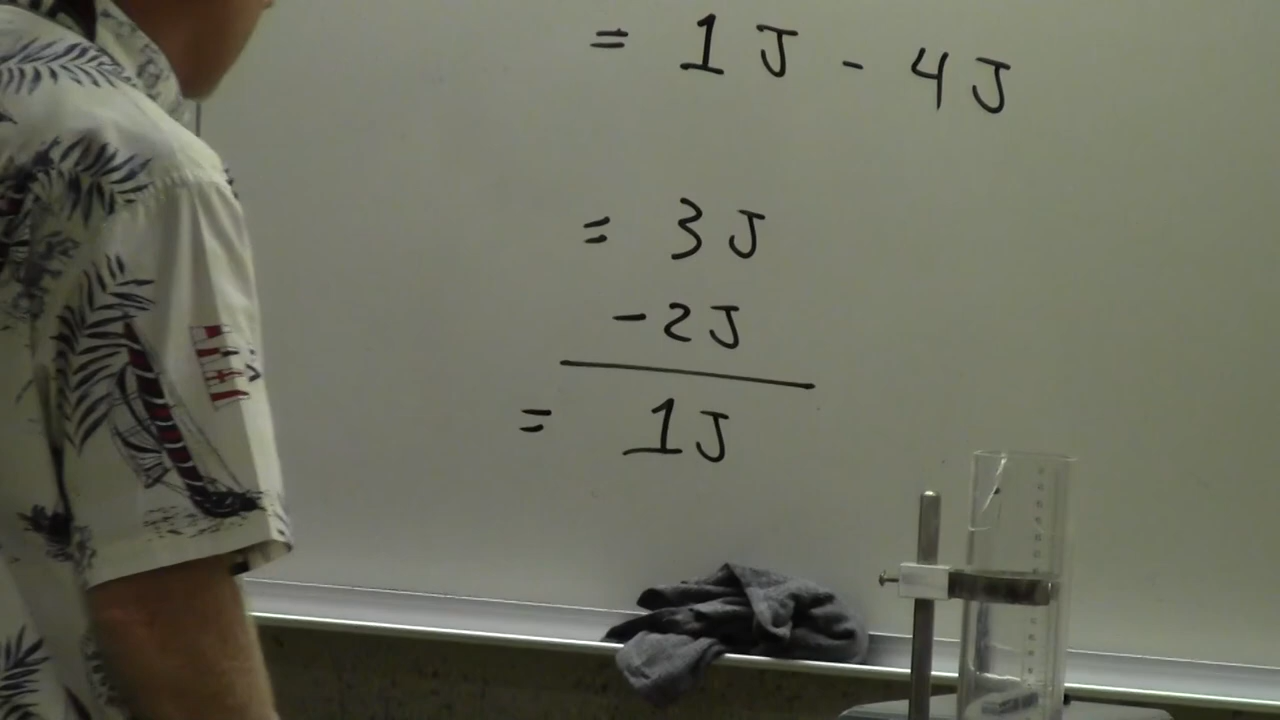 = 1 J - 4 J
= 3 J
- 2 J
= 1 J